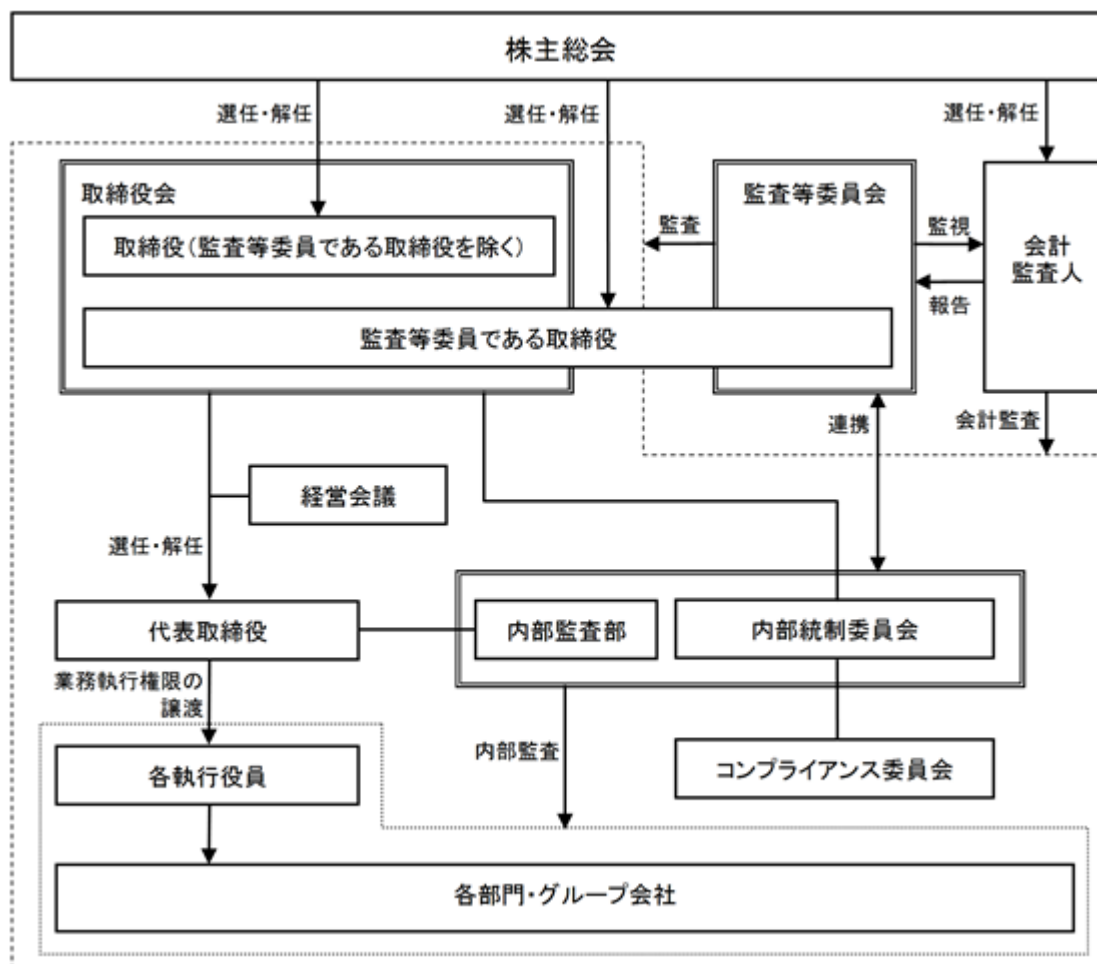 株主総会
選任・解任
選任・解任
選任・解任
取締役会
監査等委員会
取締役(監査等委員である取締役を除く)
監査
監視
会計
監査人
報告
監査等委員である取締役
連携
会計監査
経営会議
選任・解任
代表取締役
内部監査部
内部統制委員会
業務執行権限の
譲渡
内部監査
各執行役員
コンプライアンス委員会
各部門・グループ会社